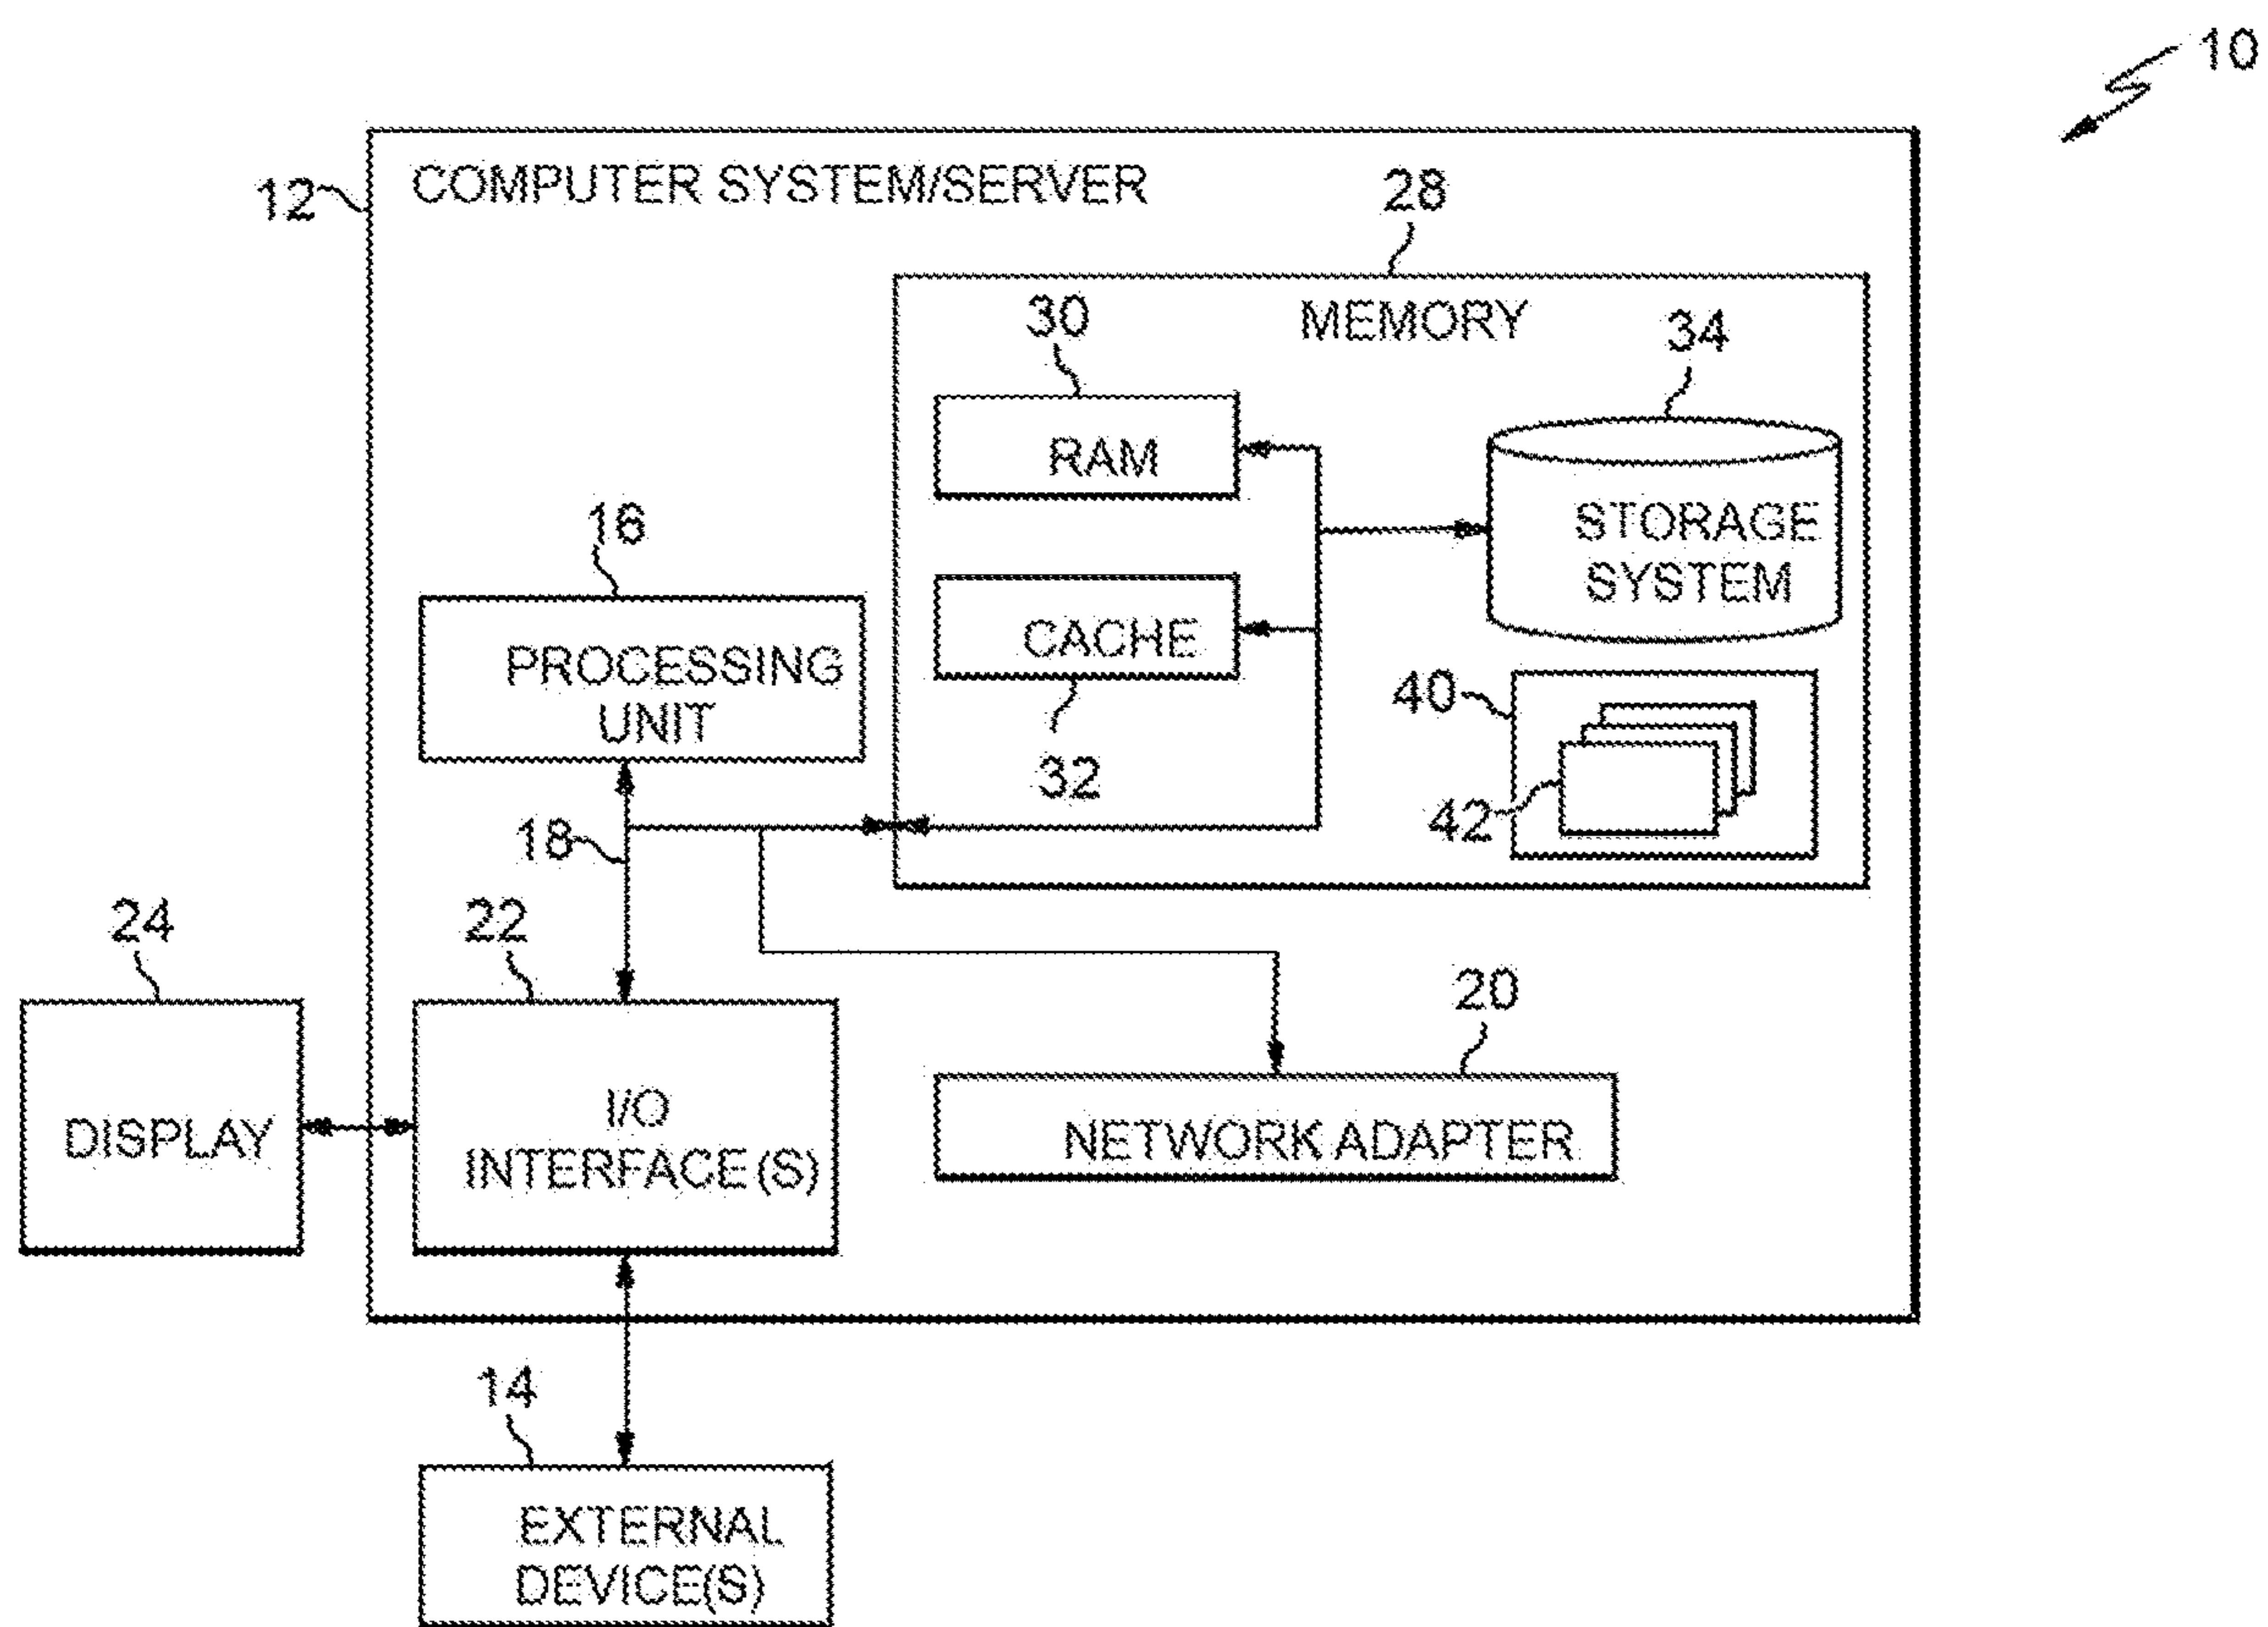 10
12
COMPUTER SYSTEM/SERVER
28
MEMORY
30
34
RAM
STORAGE
SYSTEM
16
CACHE
PROCESSING
UNIT
32
40
42
18
24
22
20
DISPLAY
I/O
INTERFACE(S)
NETWORK ADAPTER
14
EXTERNAL
DEVICE(S)